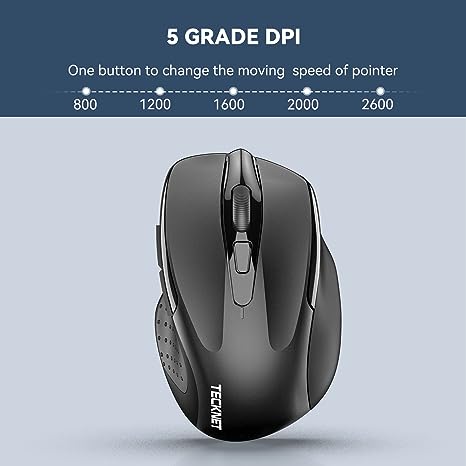 5 GRADE DPI
One button to change the moving speed of pointer
800 1200 1600 2000 2600
TECKNET